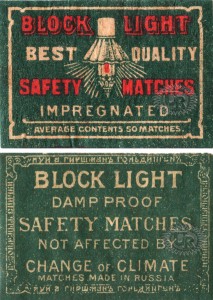 BLOCK LIGHT
BEST QUALITY
SAFETY MATCHES
IMPREGNATED
AVERAGE CONTENTS 50 MATCHES.
BLOCK LIGHT
DAMP PROOF
SAFETY MATCHES
NOT AFFECTED BY
CHANGE OF CLIMATE
MATCHES MADE IN RUSSIA